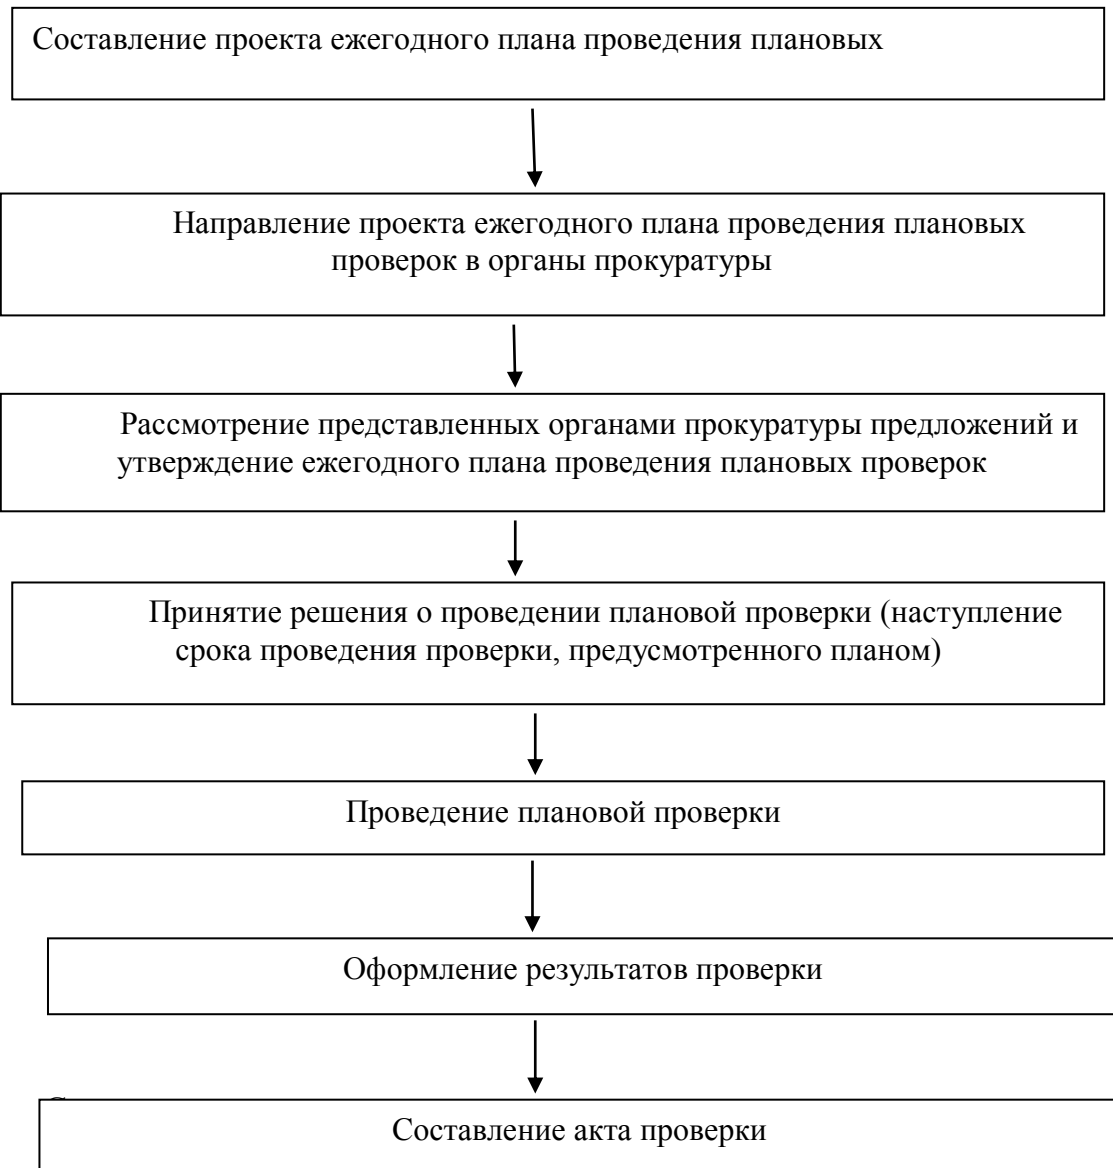 Составление проекта ежегодного плана проведения плановых
Направление проекта ежегодного плана проведения плановых
проверок в органы прокуратуры
Рассмотрение представленных органами прокуратуры предложений и
утверждение ежегодного плана проведения плановых проверок
Принятие решения о проведении плановой проверки (наступление
срока проведения проверки, предусмотренного планом)
Проведение плановой проверки
Оформление результатов проверки
Составление акта проверки